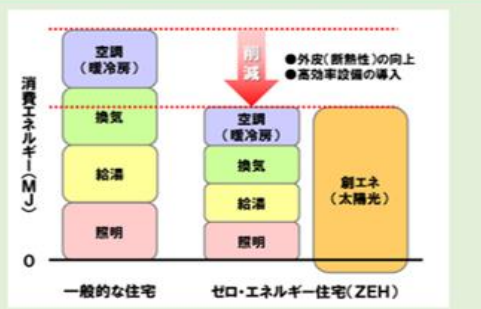 消費エネルギー(MJ)
空調
(暖冷房)
換気
給湯
照明
0
一般的な住宅
削減
●外皮(断熱性)の向上
●高効率設備の導入
空調
(暖冷房)
換気
給湯
照明
創エネ
(太陽光)
ゼロ・エネルギー住宅(ZEH)